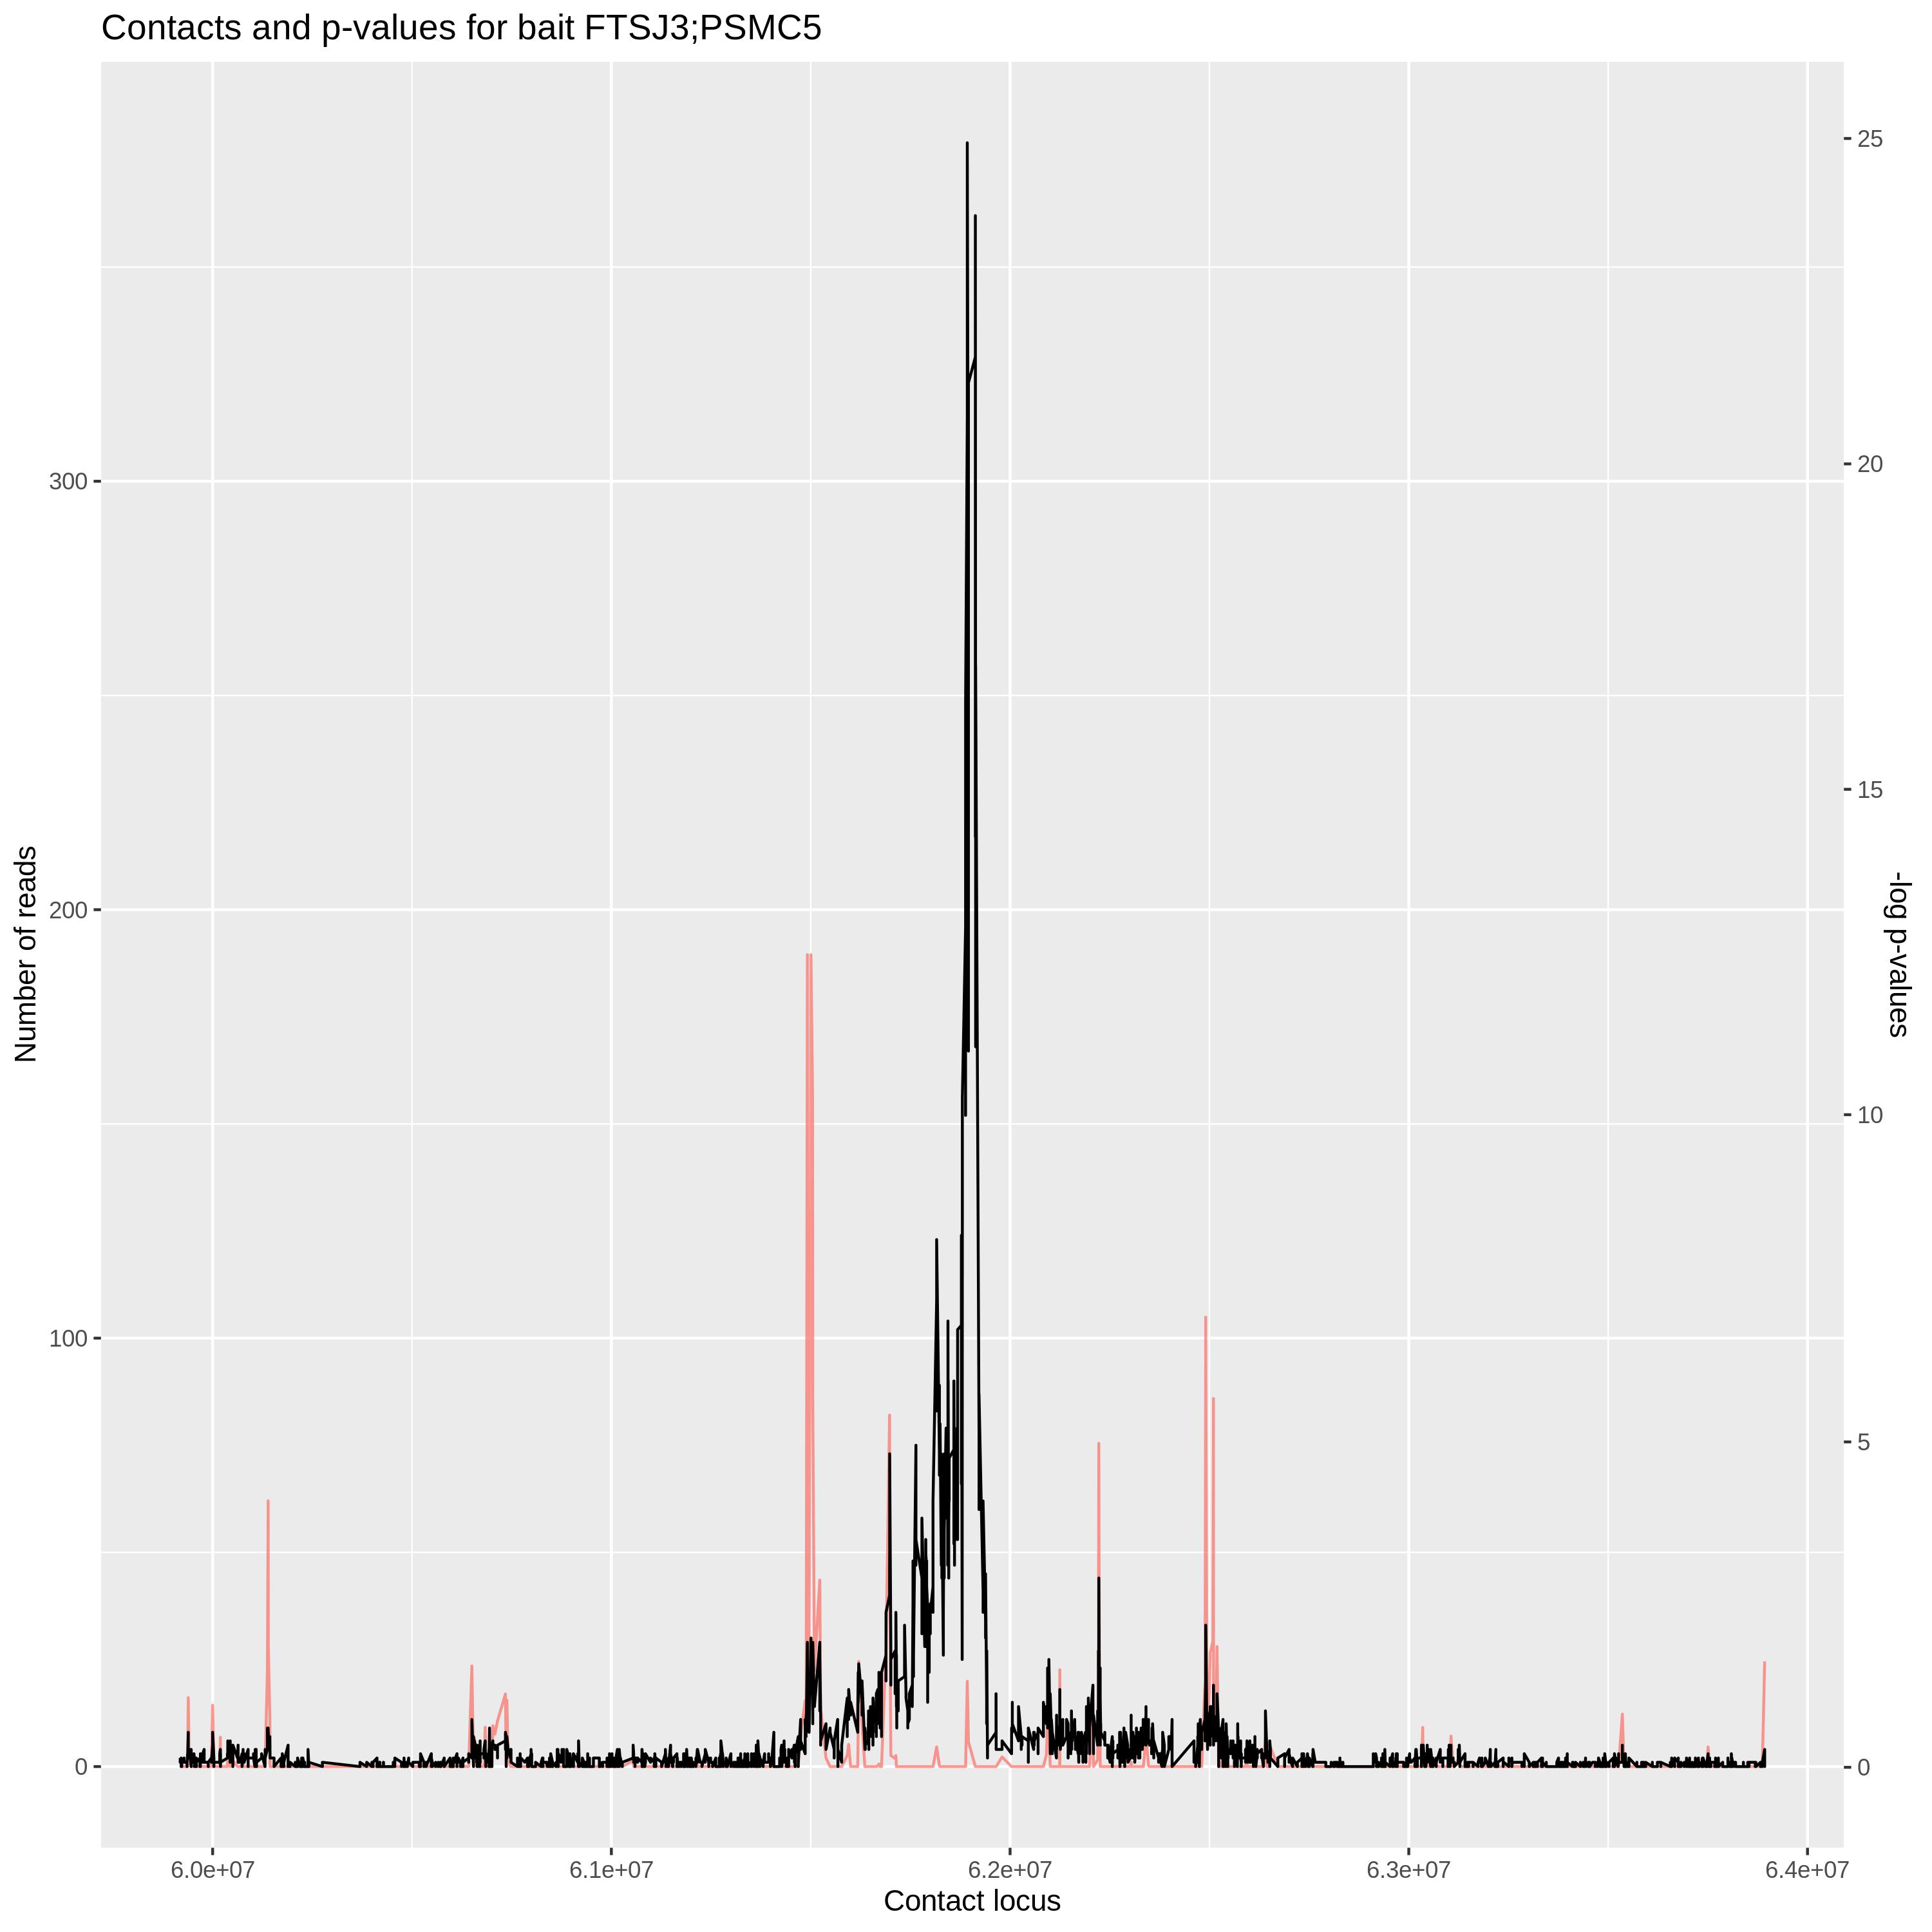 Contacts and p-values for bait FTSJ3;PSMC5
Number of reads
300
200
100
0
-log p-values
25
20
15
10
5
0
6.0e+07
6.1e+07
6.2e+07
6.3e+07
6.4e+07
Contact locus